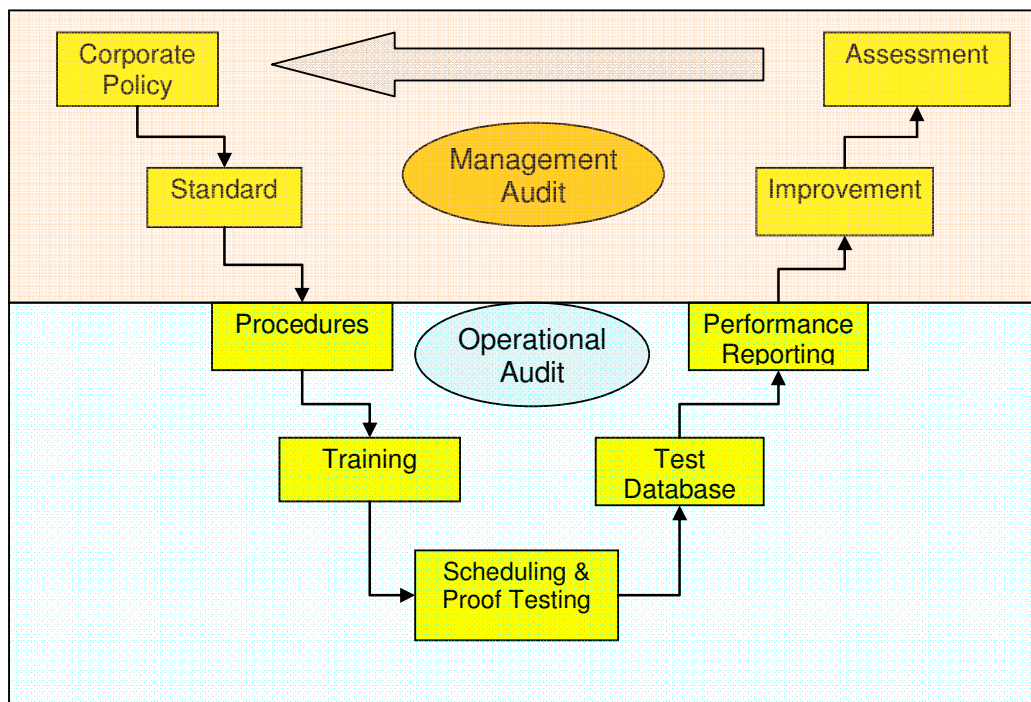 Corporate
Policy
Assessment
Management
Audit
Standard
Improvement
Procedures
Operational
Audit
Performance
Reporting
Training
Test
Database
Scheduling &
Proof Testing